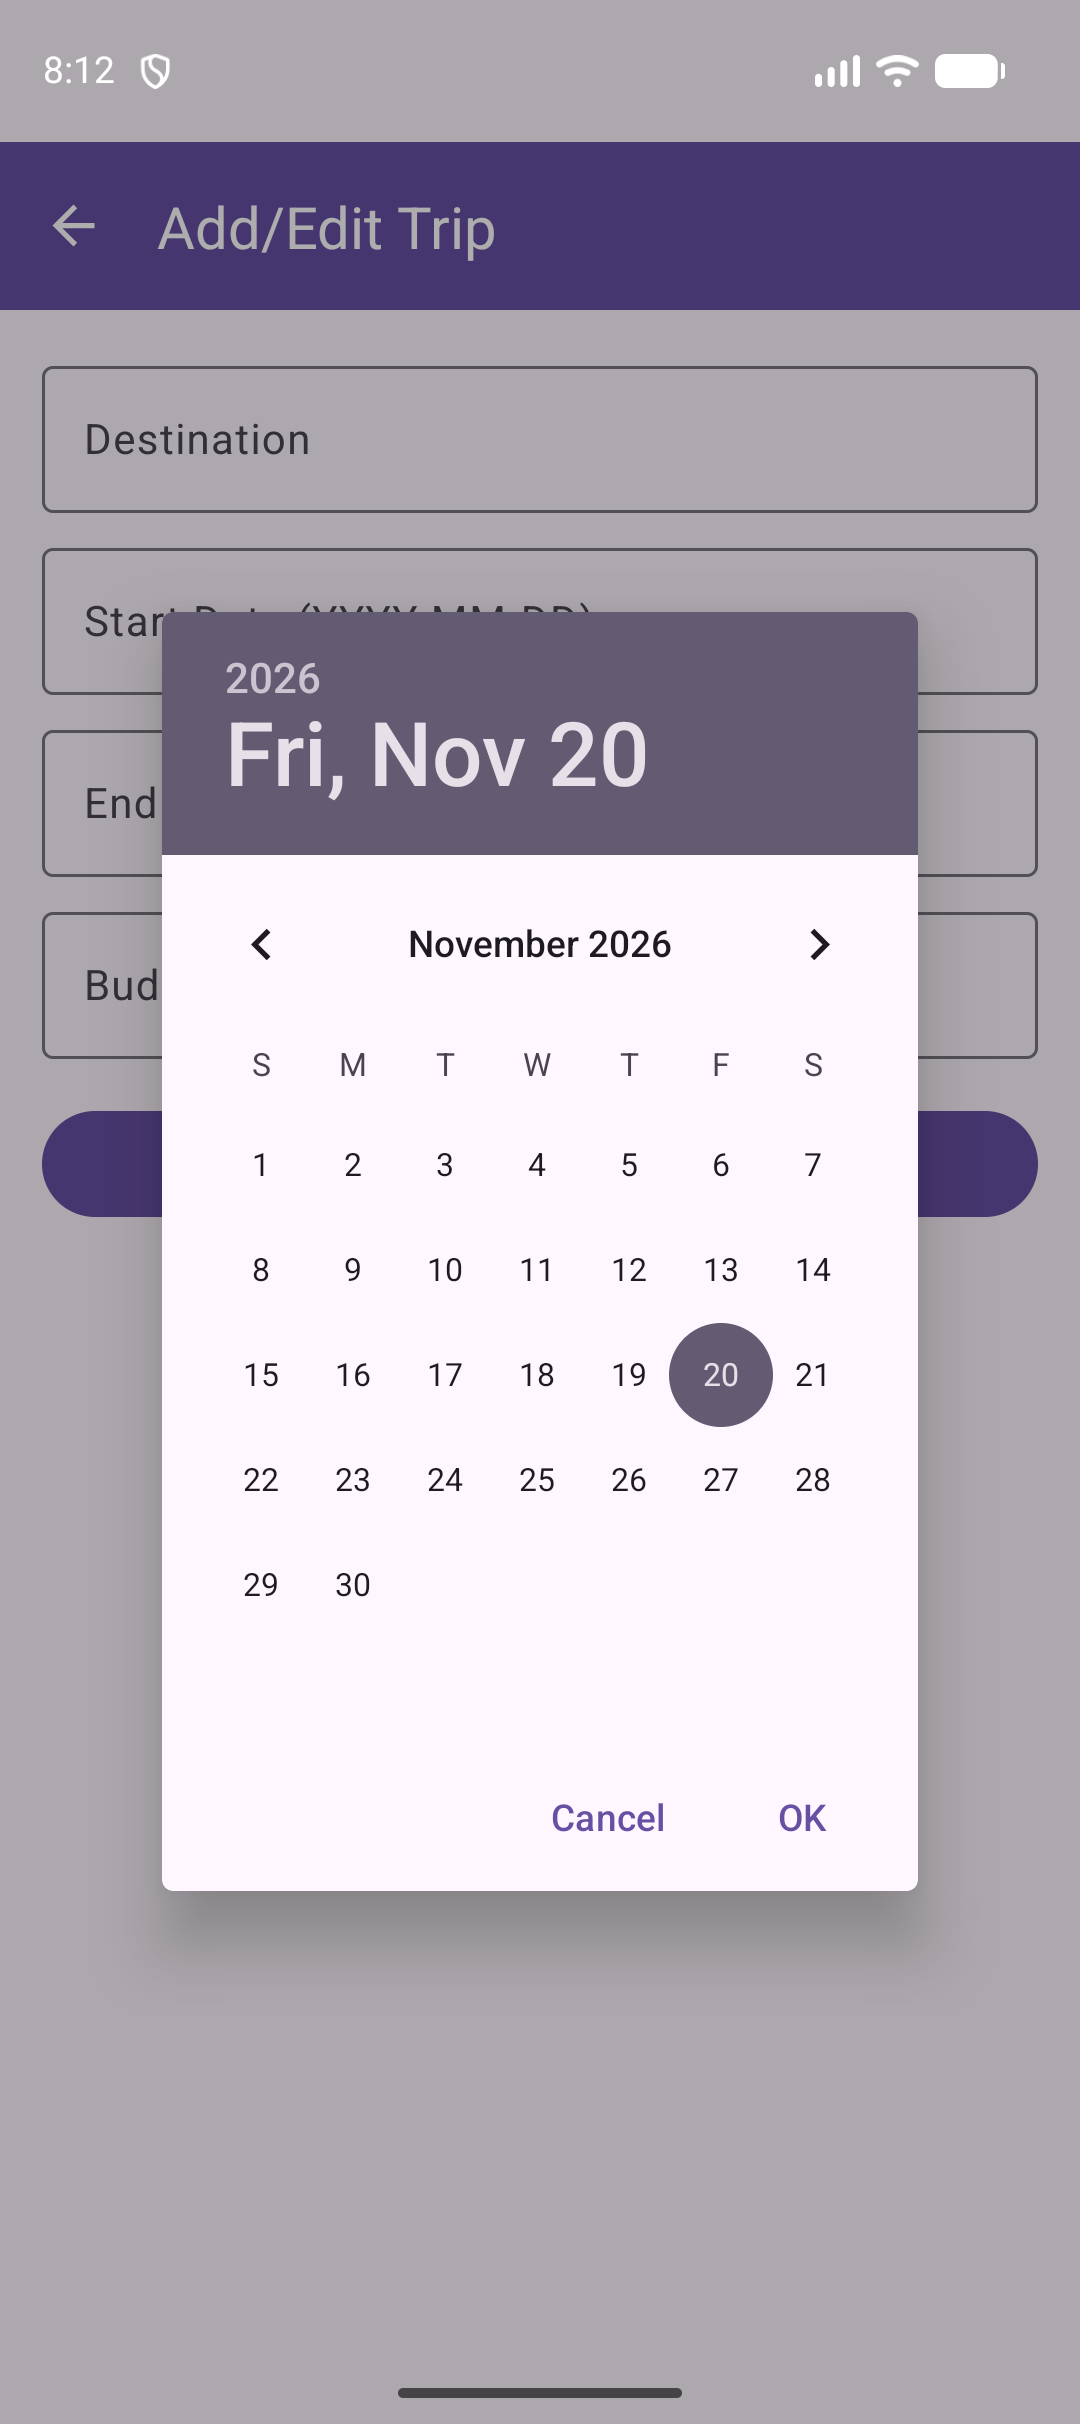 8:12
Add/Edit Trip
Destination
Start
End
Bud
2026
Fri, Nov 20
November 2026
S M T W T F S
1 2 3 4 5 6 7
8 9 10 11 12 13 14
15 16 17 18 19 20 21
22 23 24 25 26 27 28
29 30
Cancel OK